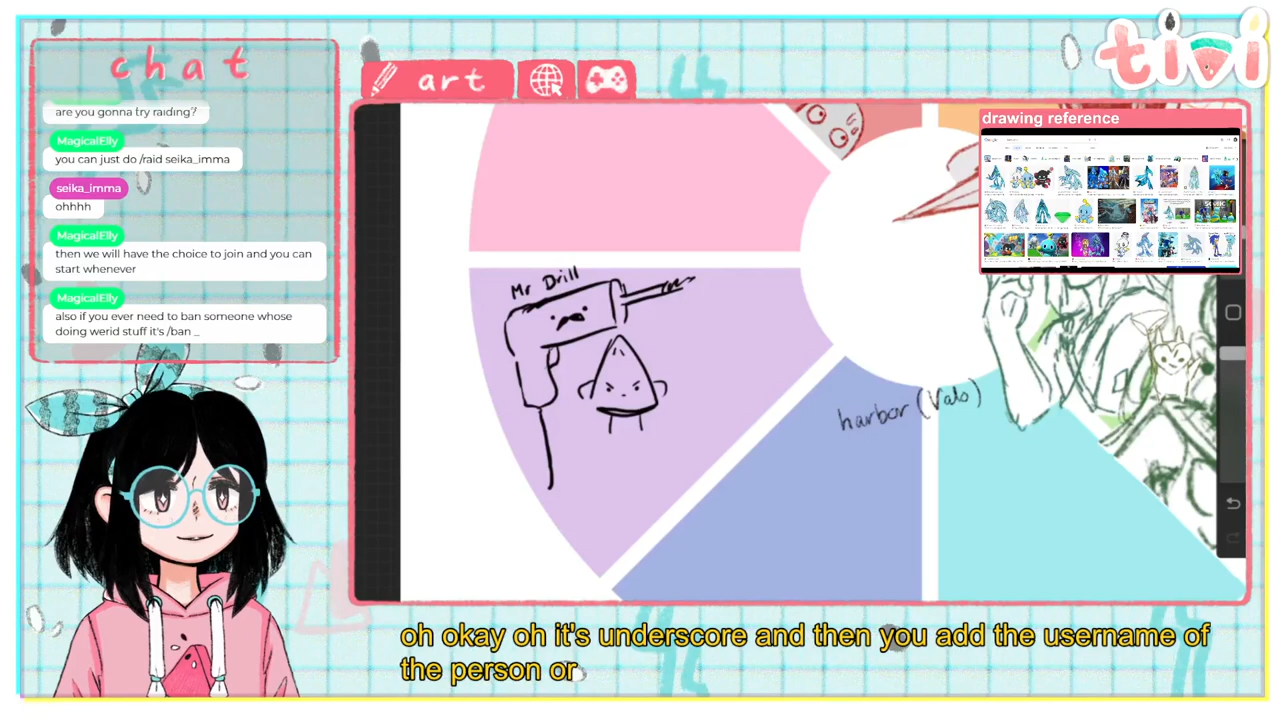 chat
are you gonna try raiding?
MagicalElly
you can just do /raid seika_imma
seika_imma
ohhhh
MagicalElly
then we will have the choice to join and you can
start whenever
MagicalElly
also if you ever need to ban someone whose
doing werid stuff it's /ban _
art
tivi
drawing reference
Mr Drill
harbor (Valo)
oh okay oh it's underscore and then you add the username of
the person or